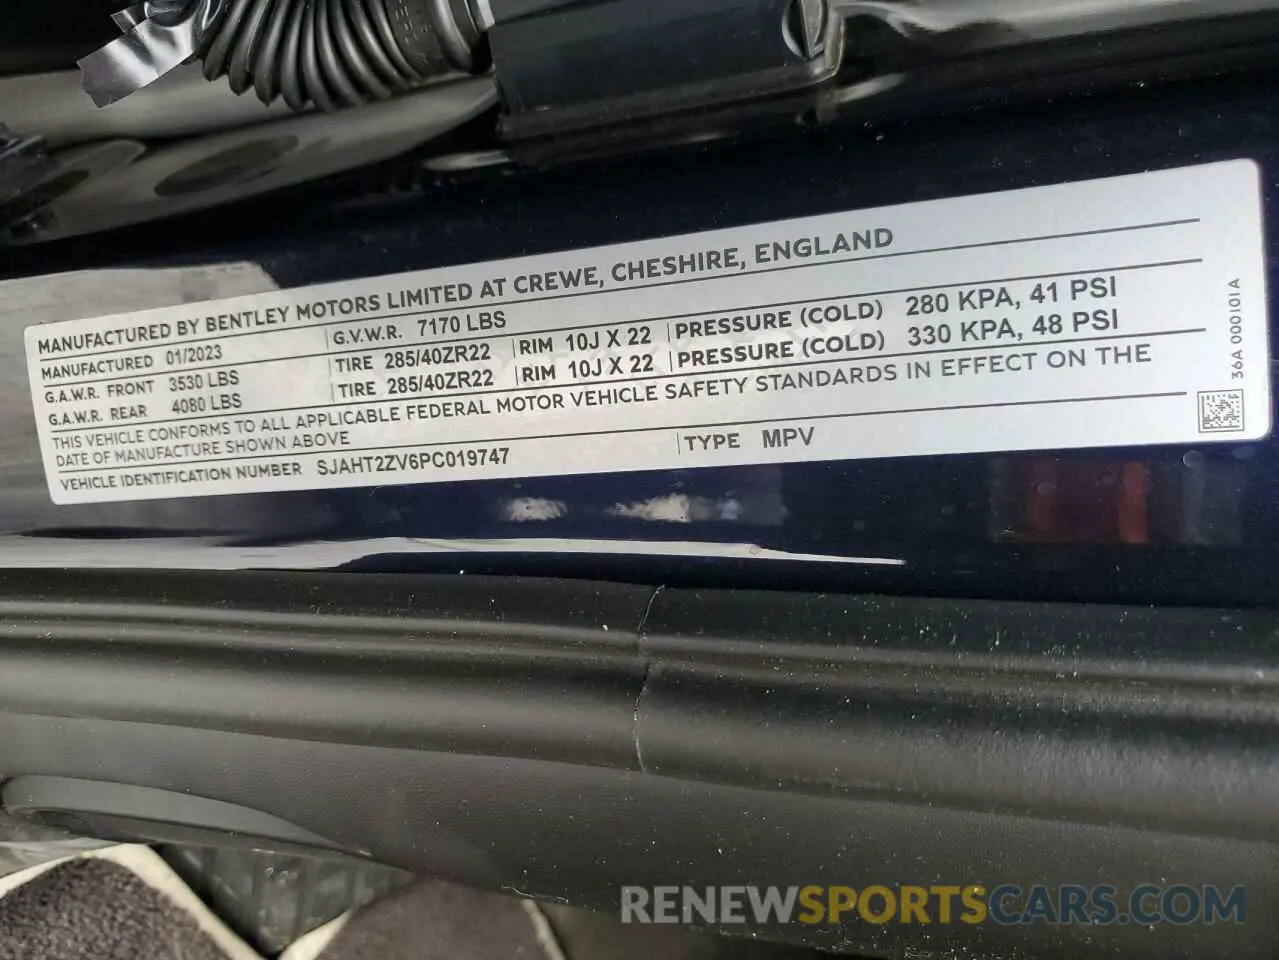 MANUFACTURED BY BENTLEY MOTORS LIMITED AT CREWE, CHESHIRE, ENGLAND
MANUFACTURED 01/2023 G.V.W.R. 7170 LBS
G.A.W.R. FRONT 3530 LBS TIRE 285/40ZR22 RIM 10J X 22 PRESSURE (COLD) 280 KPA, 41 PSI
G.A.W.R. REAR 4080 LBS TIRE 285/40ZR22 RIM 10J X 22 PRESSURE (COLD) 330 KPA, 48 PSI
THIS VEHICLE CONFORMS TO ALL APPLICABLE FEDERAL MOTOR VEHICLE SAFETY STANDARDS IN EFFECT ON THE
DATE OF MANUFACTURE SHOWN ABOVE
VEHICLE IDENTIFICATION NUMBER SJAHT2ZV6PC019747 TYPE MPV
36A 000101A
RENEWSPORTSCARS.COM